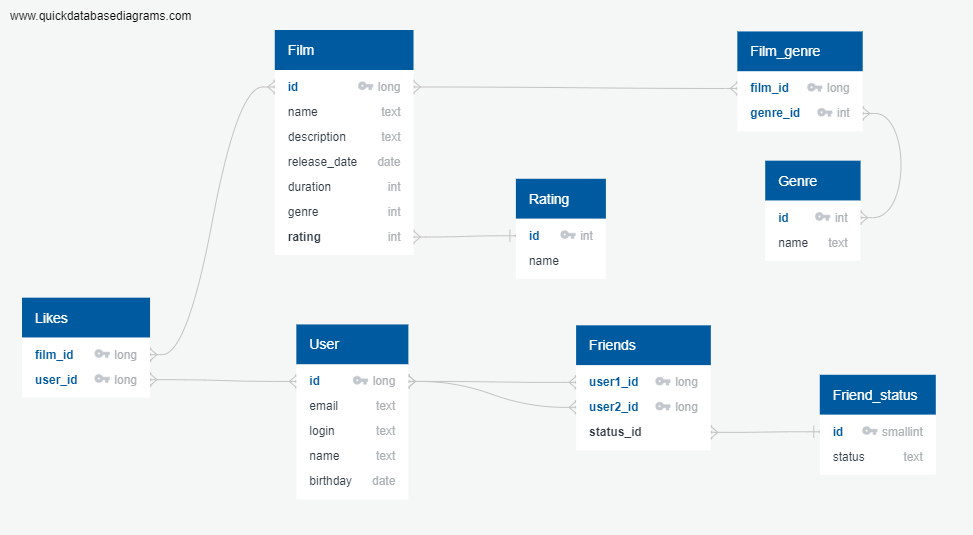 www.quickdatabasediagrams.com
Film
id long
name text
description text
release_date date
duration int
genre int
rating int
Film_genre
film_id long
genre_id int
Genre
id int
name text
Rating
id int
name
Likes
film_id long
user_id long
User
id long
email text
login text
name text
birthday date
Friends
user1_id long
user2_id long
status_id
Friend_status
id smallint
status text